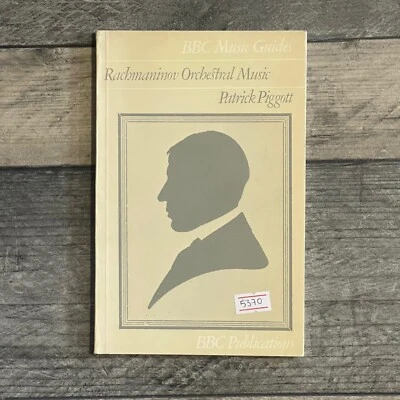 BBC Music Guides
Rachmaninov Orchestral Music
Patrick Piggott
5370
BBC Publications